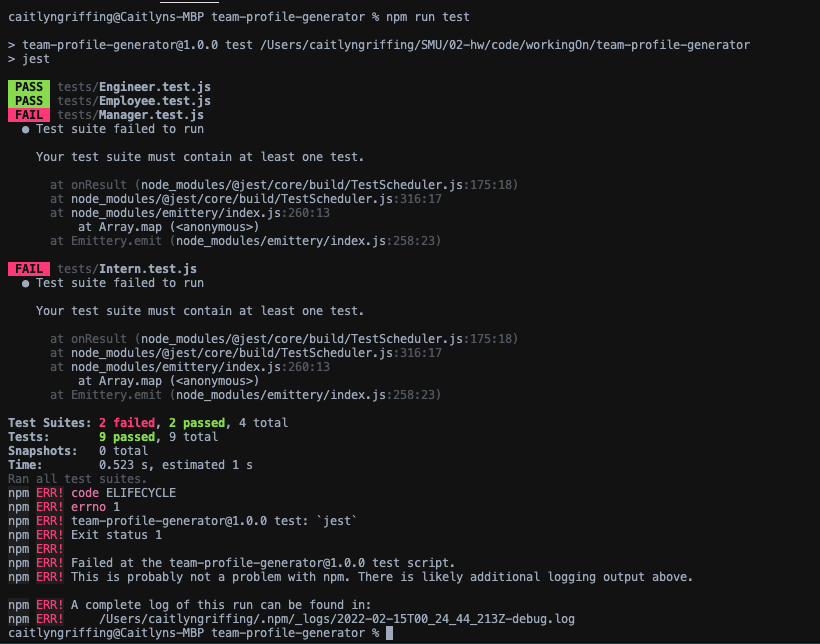 caitlyngriffing@Caitlyns-MBP team-profile-generator % npm run test
> team-profile-generator@1.0.0 test /Users/caitlyngriffing/SMU/02-hw/code/workingOn/team-profile-generator
> jest
PASS tests/Engineer.test.js
PASS tests/Employee.test.js
FAIL tests/Manager.test.js
● Test suite failed to run
Your test suite must contain at least one test.
at onResult (node_modules/@jest/core/build/TestScheduler.js:175:18)
at node_modules/@jest/core/build/TestScheduler.js:316:17
at node_modules/emittery/index.js:260:13
at Array.map (<anonymous>)
at Emittery.emit (node_modules/emittery/index.js:258:23)
FAIL tests/Intern.test.js
● Test suite failed to run
Your test suite must contain at least one test.
at onResult (node_modules/@jest/core/build/TestScheduler.js:175:18)
at node_modules/@jest/core/build/TestScheduler.js:316:17
at node_modules/emittery/index.js:260:13
at Array.map (<anonymous>)
at Emittery.emit (node_modules/emittery/index.js:258:23)
Test Suites: 2 failed, 2 passed, 4 total
Tests: 9 passed, 9 total
Snapshots: 0 total
Time: 0.523 s, estimated 1 s
Ran all test suites.
npm ERR! code ELIFECYCLE
npm ERR! errno 1
npm ERR! team-profile-generator@1.0.0 test: `jest`
npm ERR! Exit status 1
npm ERR!
npm ERR! Failed at the team-profile-generator@1.0.0 test script.
npm ERR! This is probably not a problem with npm. There is likely additional logging output above.
npm ERR! A complete log of this run can be found in:
npm ERR! /Users/caitlyngriffing/.npm/_logs/2022-02-15T00_24_44_213Z-debug.log
caitlyngriffing@Caitlyns-MBP team-profile-generator %